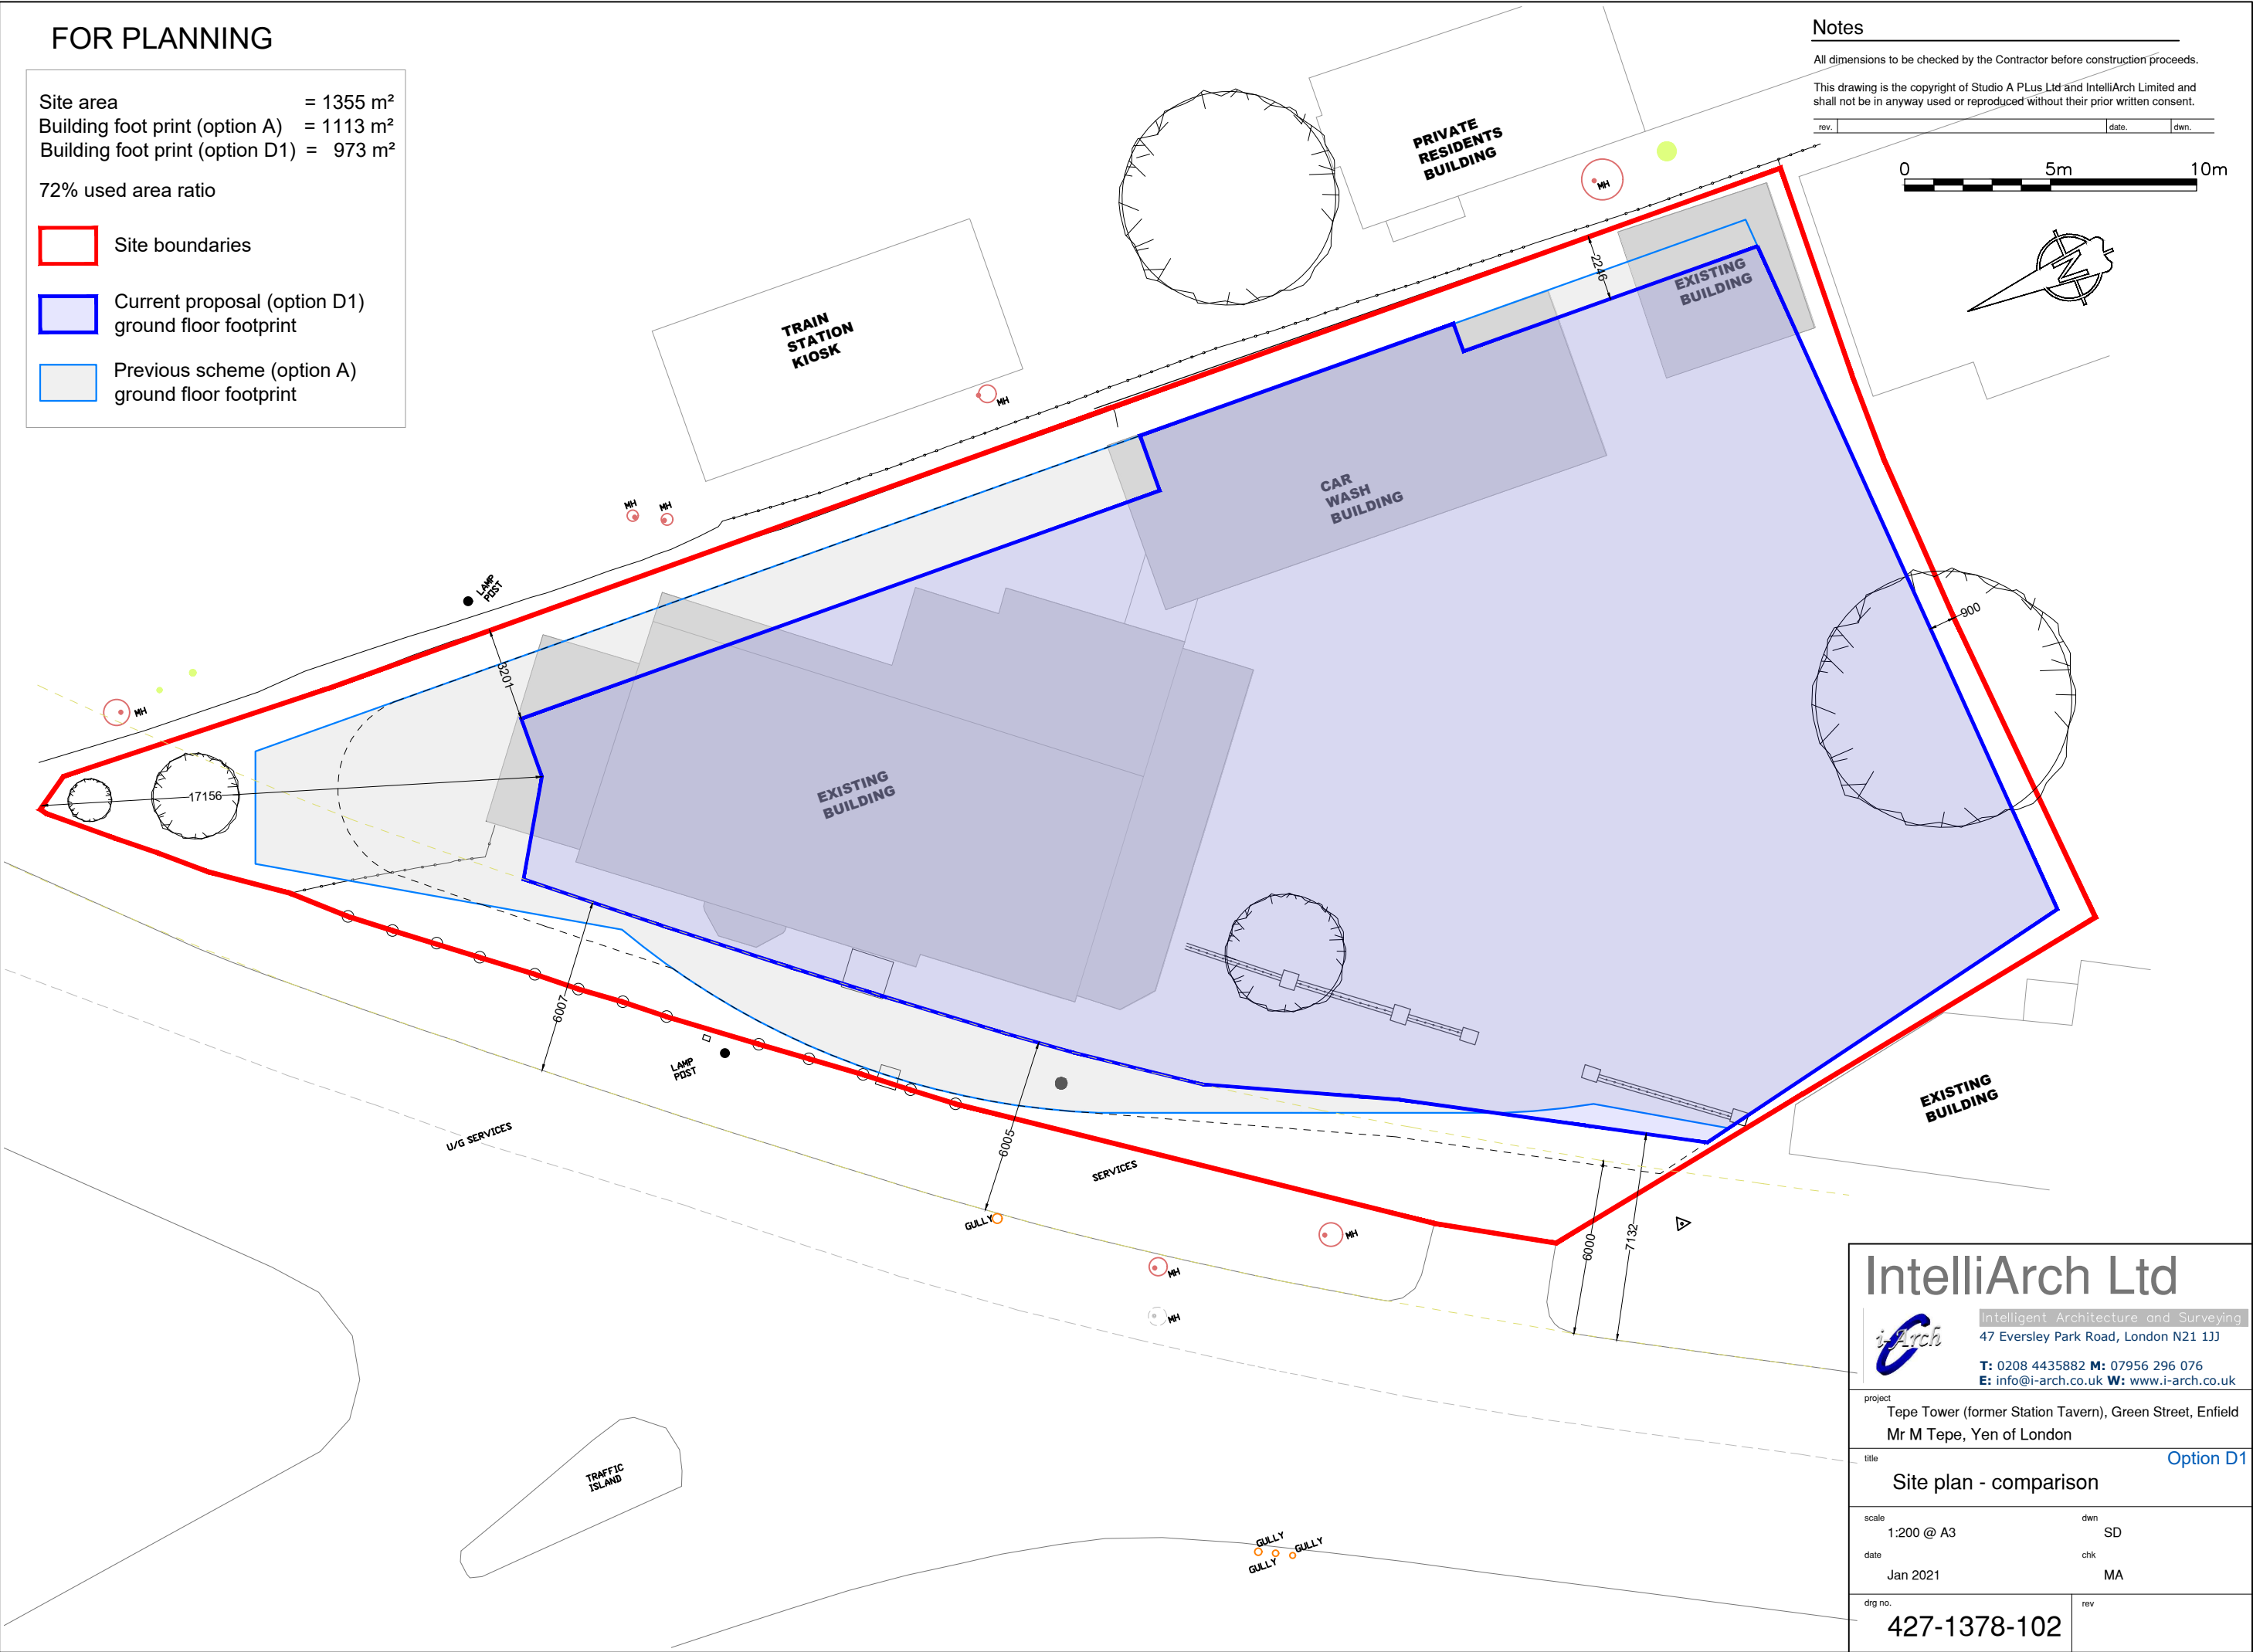 FOR PLANNING
Site area = 1355 m²
Building foot print (option A) = 1113 m²
Building foot print (option D1) = 973 m²
72% used area ratio
Site boundaries
Current proposal (option D1)
ground floor footprint
Previous scheme (option A)
ground floor footprint
Notes
All dimensions to be checked by the Contractor before construction proceeds.
This drawing is the copyright of Studio A PLus Ltd and IntelliArch Limited and
shall not be in anyway used or reproduced without their prior written consent.
rev. date. dwn.
0 5m 10m
N
PRIVATE
RESIDENTS
BUILDING
MH
2246
EXISTING
BUILDING
TRAIN
STATION
KIOSK
MH
CAR
WASH
BUILDING
MH
MH
LAMP
POST
900
3201
MH
17156
EXISTING
BUILDING
6007
LAMP
POST
6005
U/G SERVICES
SERVICES
EXISTING
BUILDING
GULLY
MH
MH
MH
6000
7132
TRAFFIC
ISLAND
GULLY
GULLY
GULLY
IntelliArch Ltd
i-Arch
Intelligent Architecture and Surveying
47 Eversley Park Road, London N21 1JJ
T: 0208 4435882 M: 07956 296 076
E: info@i-arch.co.uk W: www.i-arch.co.uk
project
Tepe Tower (former Station Tavern), Green Street, Enfield
Mr M Tepe, Yen of London
title
Option D1
Site plan - comparison
scale
1:200 @ A3
dwn
SD
date
Jan 2021
chk
MA
drg no.
427-1378-102
rev